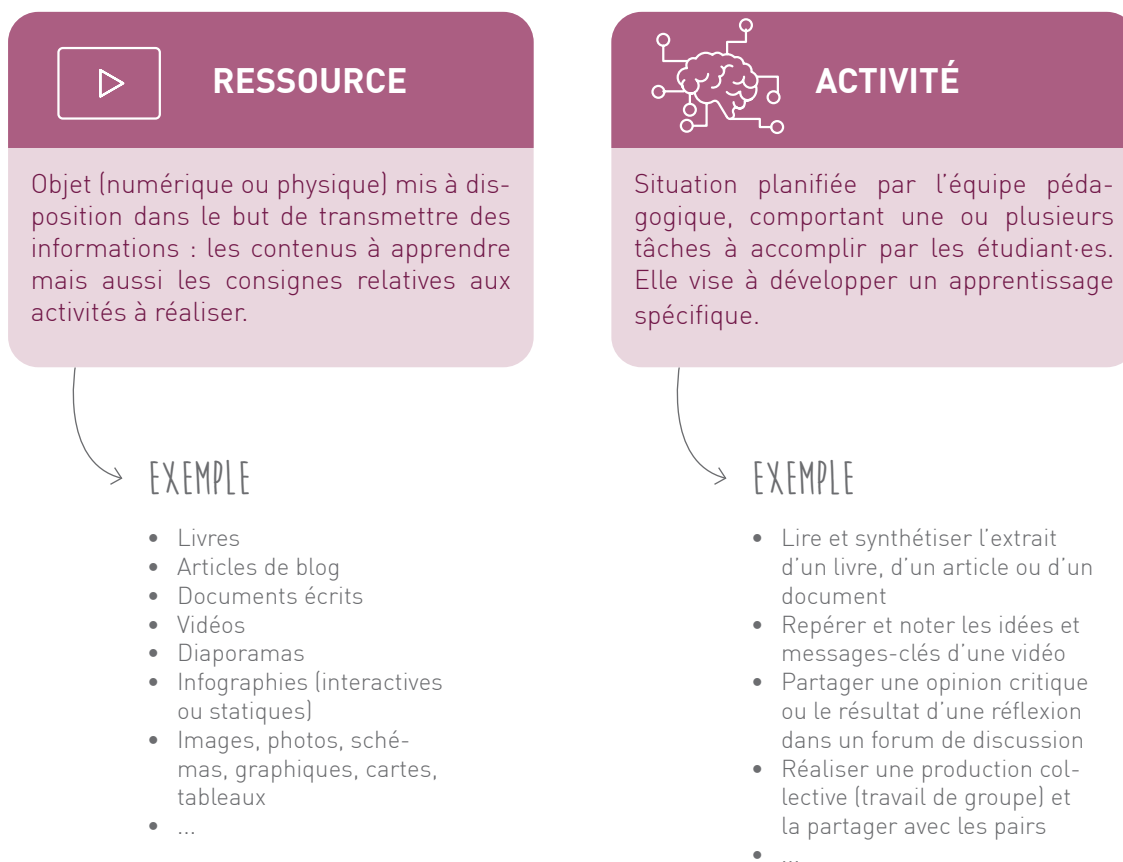 RESSOURCE
Objet (numérique ou physique) mis à dis-
position dans le but de transmettre des
informations : les contenus à apprendre
mais aussi les consignes relatives aux
activités à réaliser.
EXEMPLE
• Livres
• Articles de blog
• Documents écrits
• Vidéos
• Diaporamas
• Infographies (interactives
ou statiques)
• Images, photos, sché-
mas, graphiques, cartes,
tableaux
• ...
ACTIVITÉ
Situation planifiée par l’équipe péda-
gogique, comportant une ou plusieurs
tâches à accomplir par les étudiant·es.
Elle vise à développer un apprentissage
spécifique.
EXEMPLE
• Lire et synthétiser l’extrait
d’un livre, d’un article ou d’un
document
• Repérer et noter les idées et
messages-clés d’une vidéo
• Partager une opinion critique
ou le résultat d’une réflexion
dans un forum de discussion
• Réaliser une production col-
lective (travail de groupe) et
la partager avec les pairs
• ...